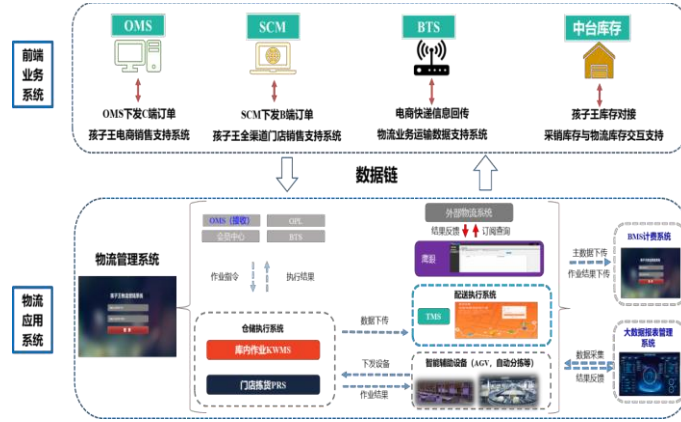 OMS
SCM
BTS
中台库存
前端
业务
系统
OMS下发C端订单
孩子王电商销售支持系统
SCM下发B端订单
孩子王全渠道门店销售支持系统
电商快递信息回传
物流业务运输数据支持系统
孩子王库存对接
采销库存与物流库存交互支持
数据链
物流
应用
系统
物流管理系统
OMS（接收）
OPL
会员中心
BTS
作业指令
执行结果
仓储执行系统
库内作业KWMS
门店拣货PRS
数据下传
下发设备
作业结果
外部物流系统
结果反馈
订阅查询
鹰眼
配送执行系统
TMS
智能辅助设备（AGV，自动分拣等）
主数据下传
作业结果下传
BMS计费系统
数据采集
结果反馈
大数据报表管理
系统